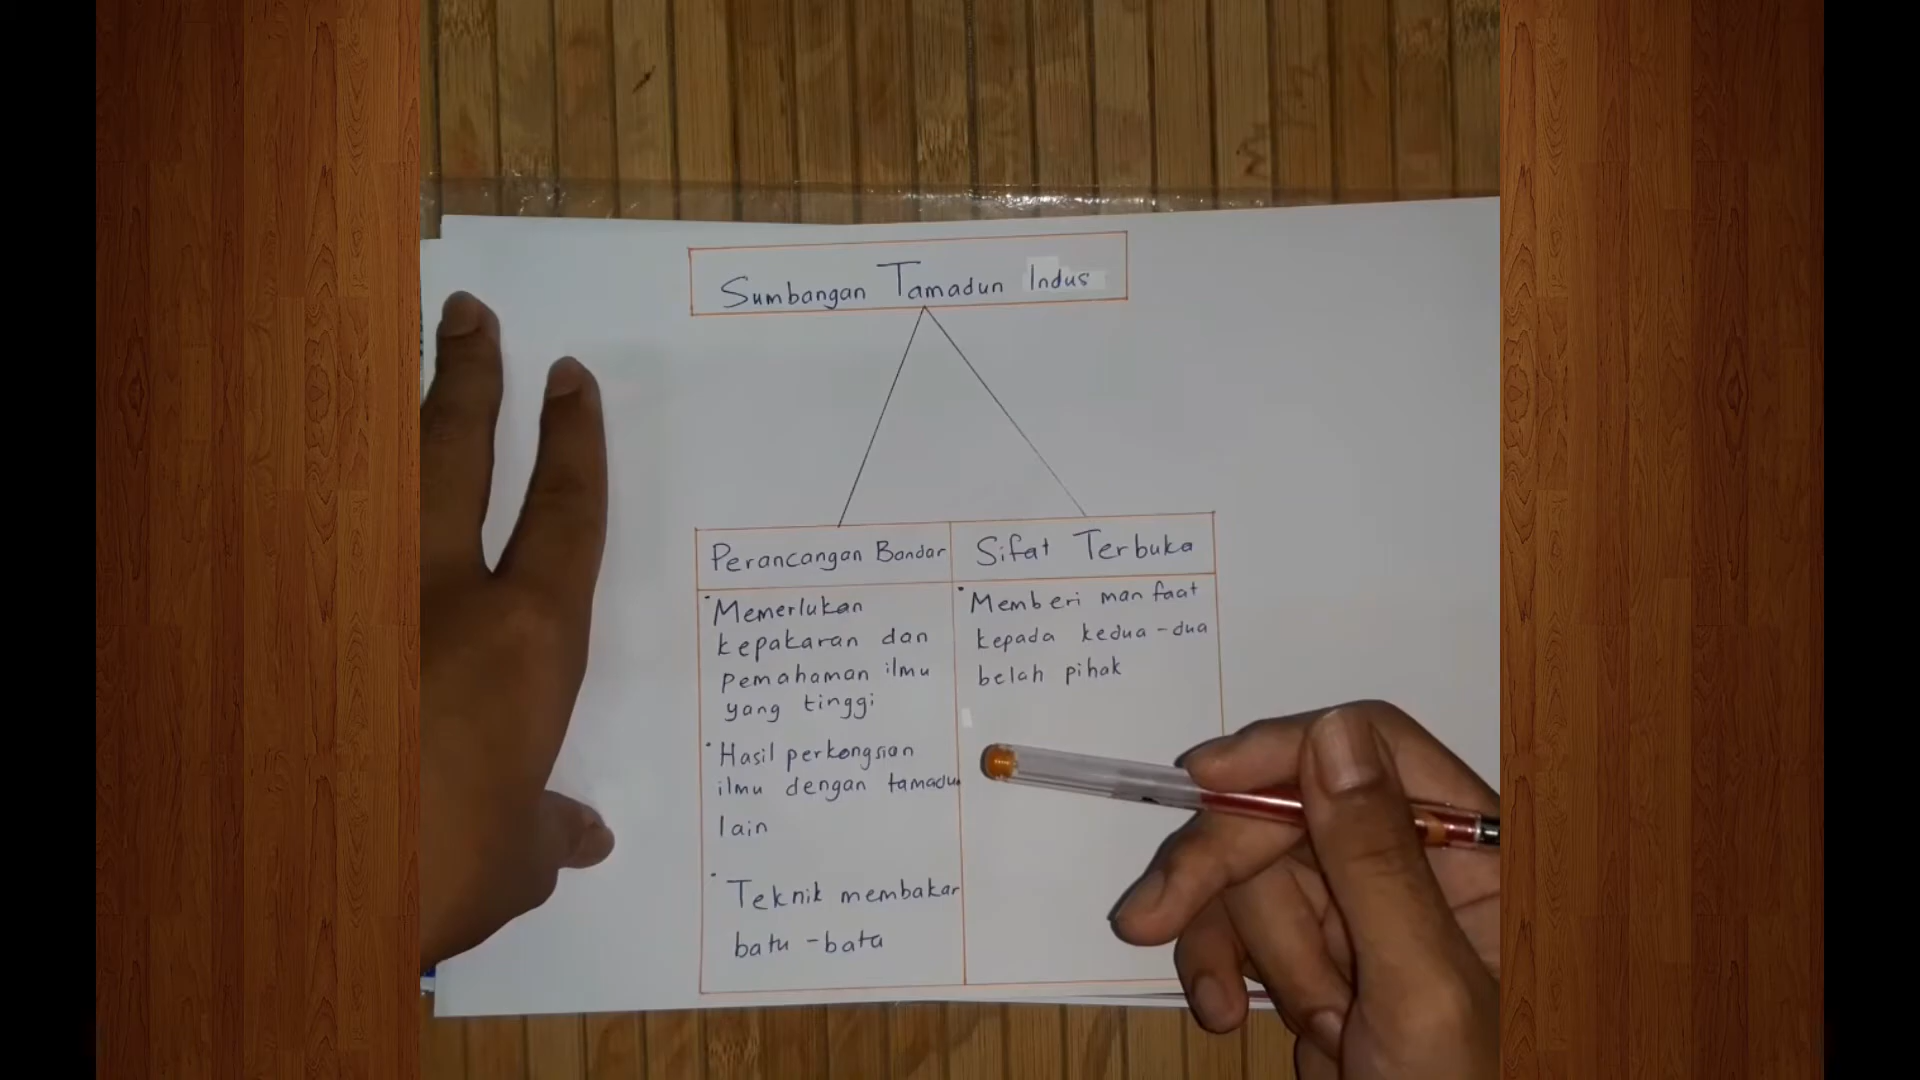 Sumbangan Tamadun Indus
Perancangan Bandar
• Memerlukan
kepakaran dan
pemahaman ilmu
yang tinggi
• Hasil perkongsian
ilmu dengan tamadun
lain
• Teknik membakar
batu-bata
Sifat Terbuka
• Memberi manfaat
kepada kedua-dua
belah pihak